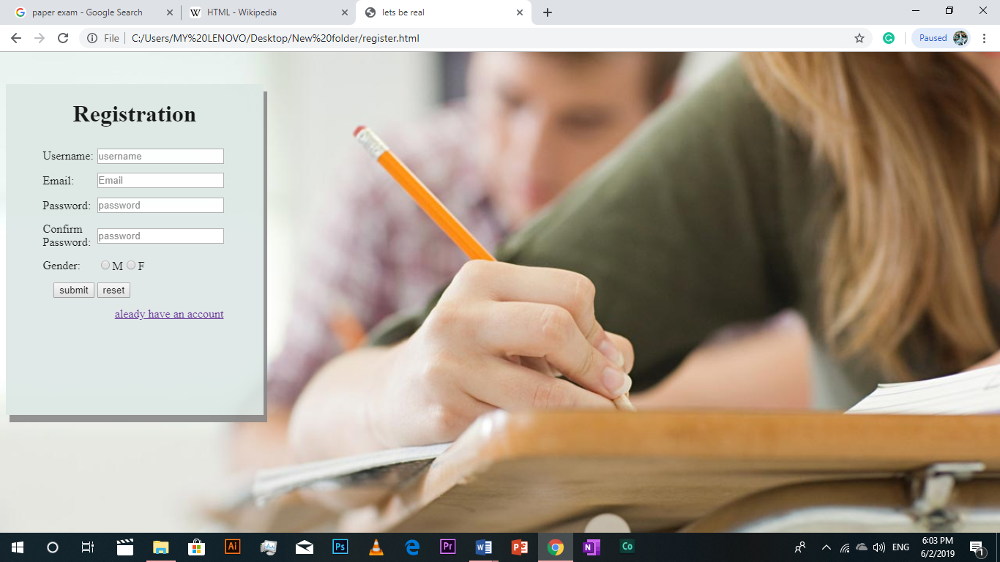 paper exam - Google Search
W HTML - Wikipedia
lets be real
File C:/Users/MY%20LENOVO/Desktop/New%20folder/register.html
Paused
Registration
Username: username
Email: Email
Password: password
Confirm
Password: password
Gender: M F
submit reset
aleady have an account
Ai Ps Pr Co
ENG
6:03 PM
6/2/2019
1